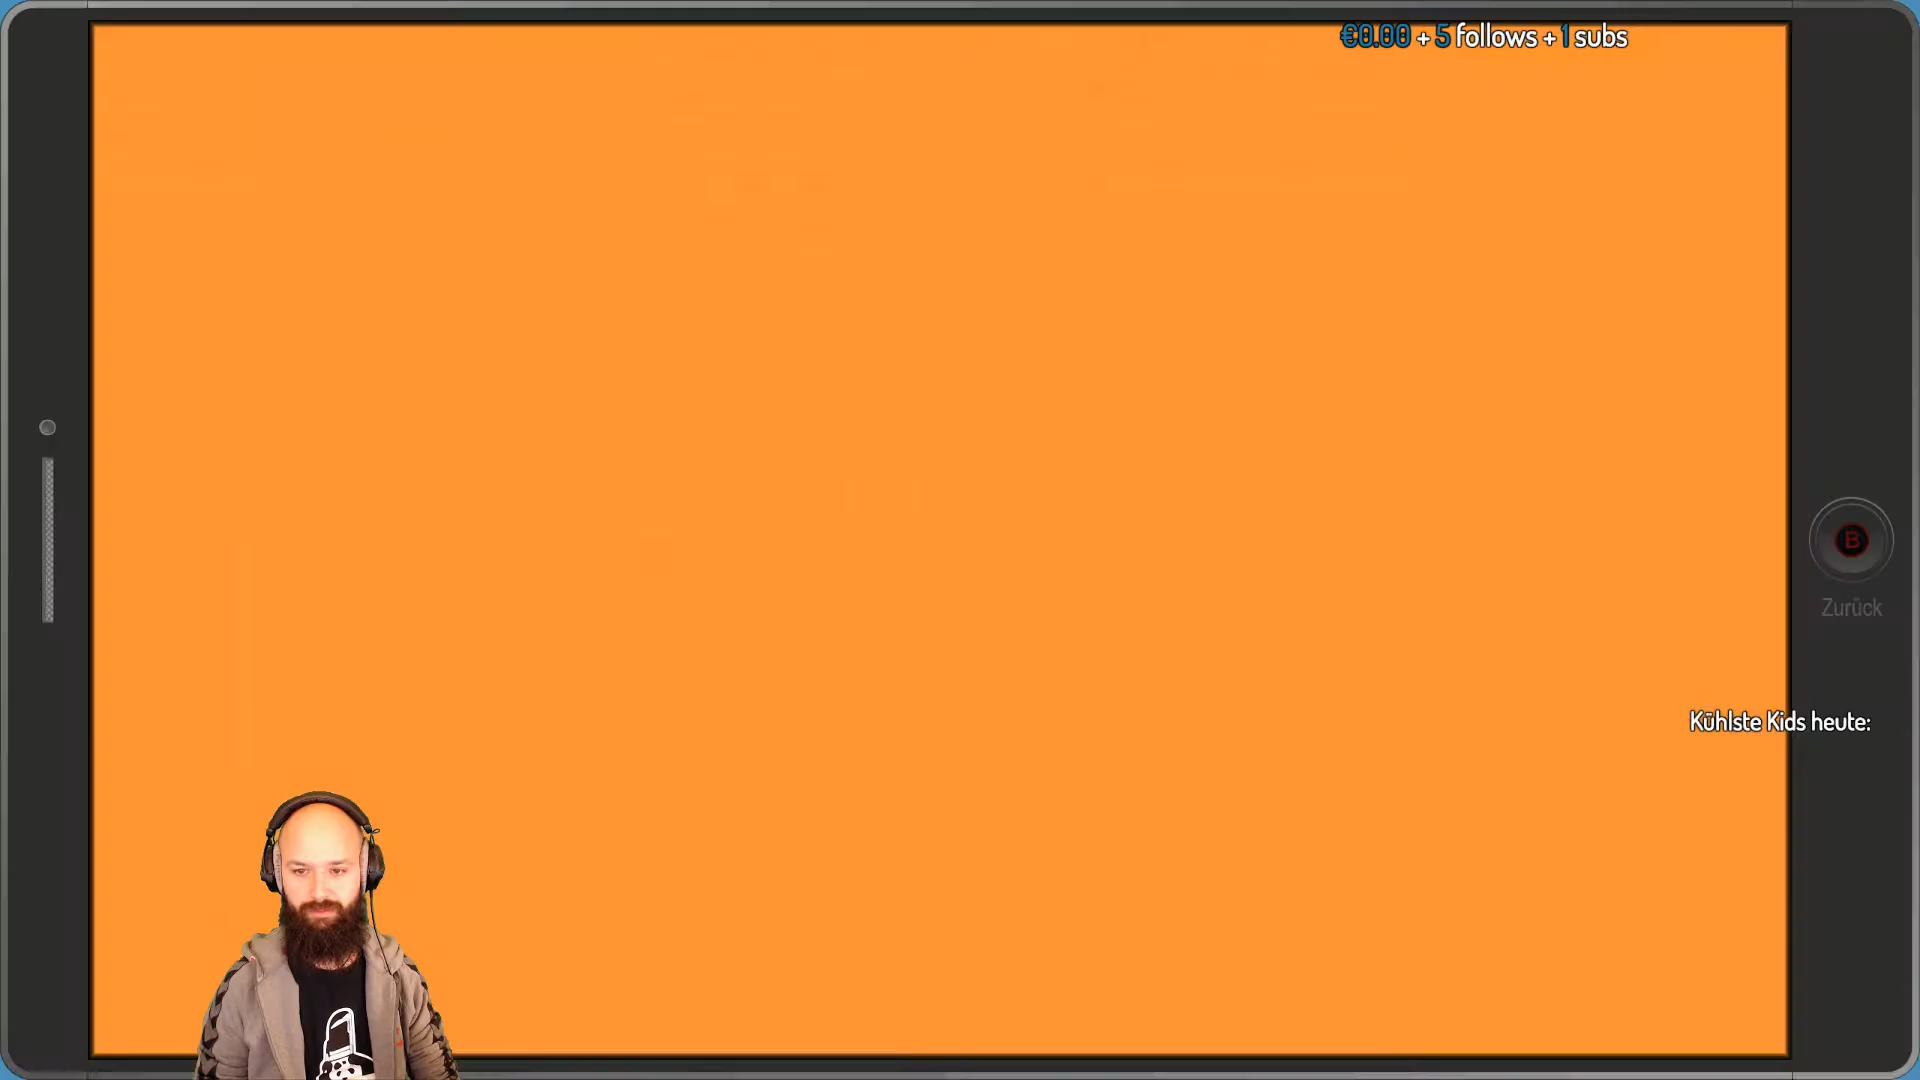 €0.00 + 5 follows + 1 subs
B
Zurück
Kühlste Kids heute: